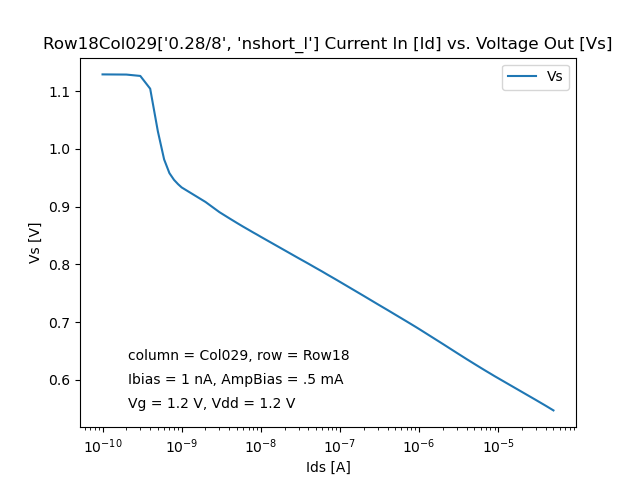 Row18Col029['0.28/8', 'nshort_l'] Current In [Id] vs. Voltage Out [Vs]
Vs
1.1
1.0
0.9
0.8
0.7
0.6
Vs [V]
column = Col029, row = Row18
Ibias = 1 nA, AmpBias = .5 mA
Vg = 1.2 V, Vdd = 1.2 V
10⁻¹⁰ 10⁻⁹ 10⁻⁸ 10⁻⁷ 10⁻⁶ 10⁻⁵
Ids [A]